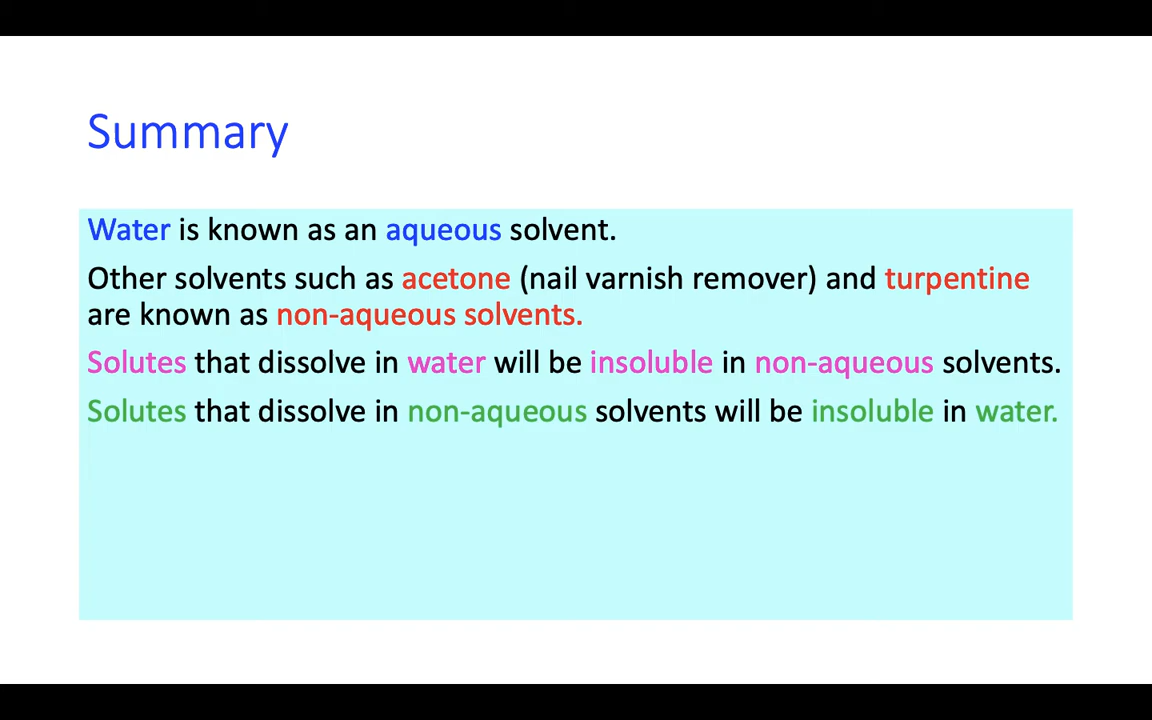 Summary
Water is known as an aqueous solvent.
Other solvents such as acetone (nail varnish remover) and turpentine
are known as non-aqueous solvents.
Solutes that dissolve in water will be insoluble in non-aqueous solvents.
Solutes that dissolve in non-aqueous solvents will be insoluble in water.